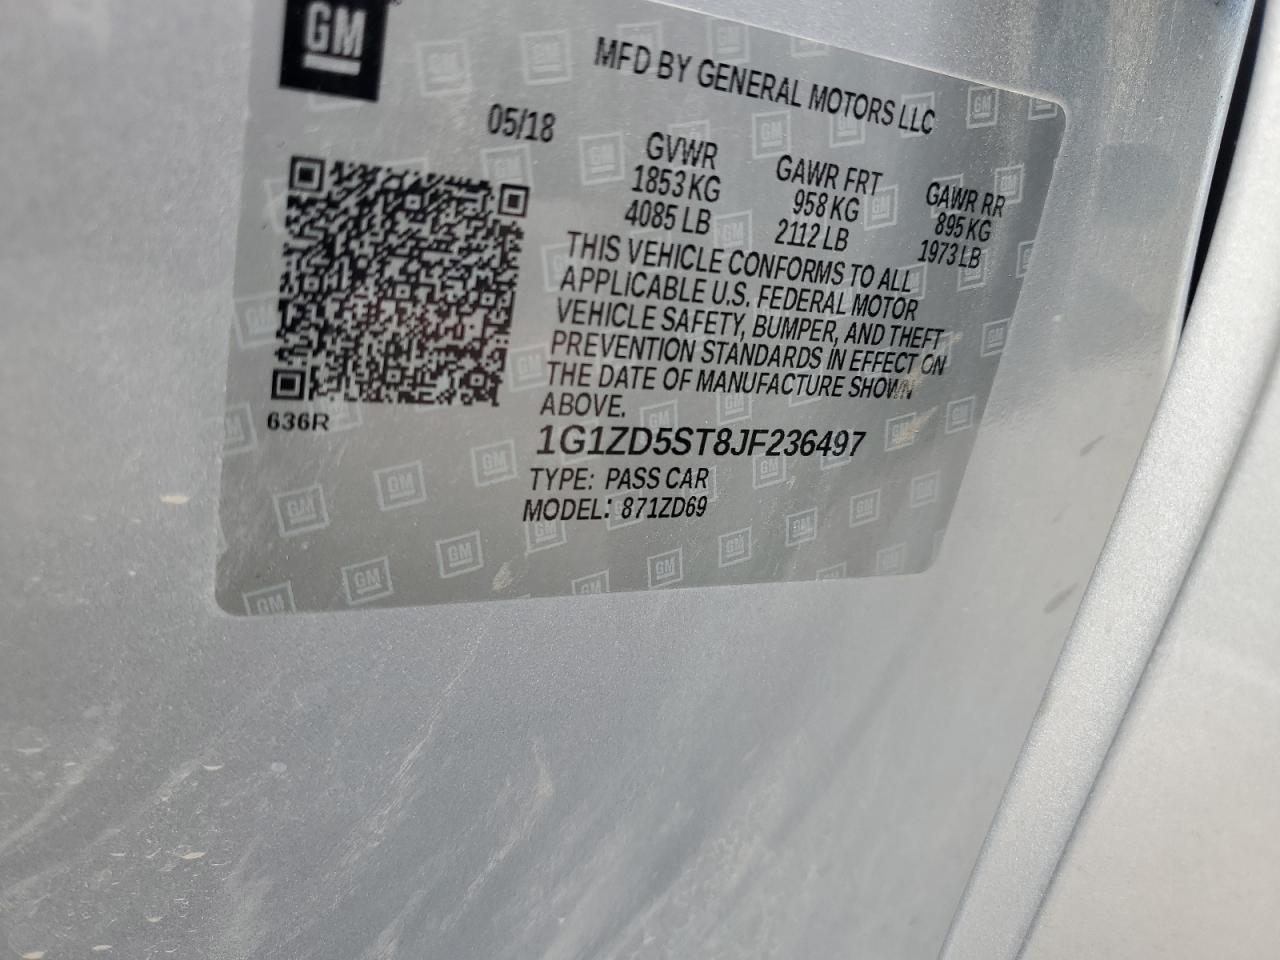 GM
MFD BY GENERAL MOTORS LLC
05/18
GVWR GAWR FRT GAWR RR
1853 KG 958 KG 895 KG
4085 LB 2112 LB 1973 LB
THIS VEHICLE CONFORMS TO ALL
APPLICABLE U.S. FEDERAL MOTOR
VEHICLE SAFETY, BUMPER, AND THEFT
PREVENTION STANDARDS IN EFFECT ON
THE DATE OF MANUFACTURE SHOWN
ABOVE.
636R
1G1ZD5ST8JF236497
TYPE: PASS CAR
MODEL: 871ZD69